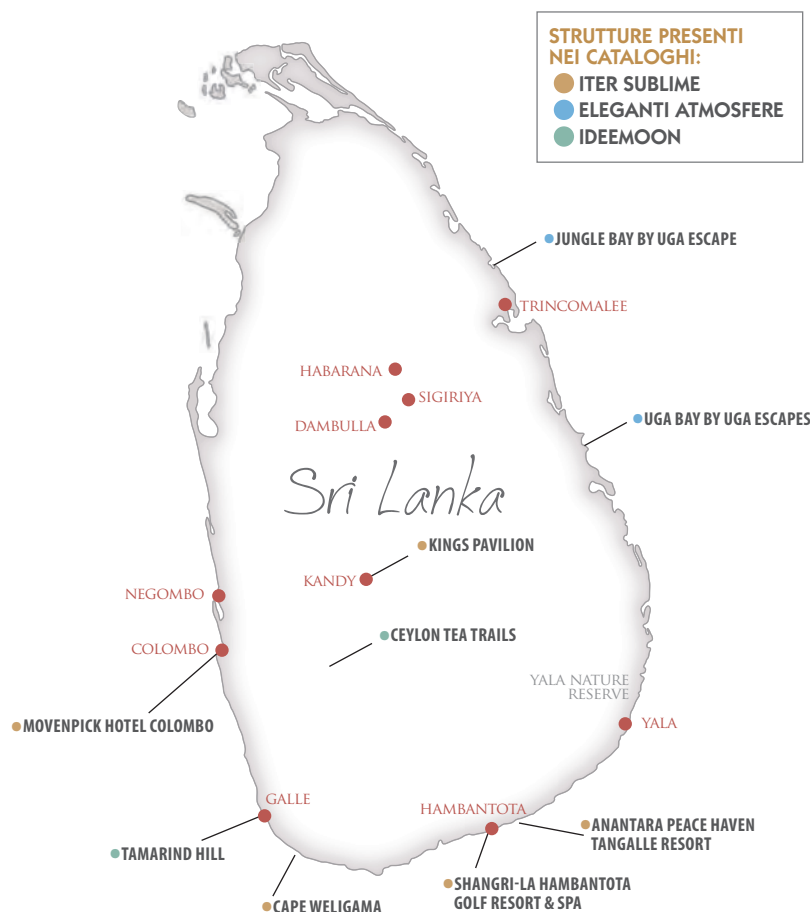 STRUTTURE PRESENTI
NEI CATALOGHI:
ITER SUBLIME
ELEGANTI ATMOSFERE
IDEEMOON
JUNGLE BAY BY UGA ESCAPE
TRINCOMALEE
HABARANA
SIGIRIYA
DAMBULLA
UGA BAY BY UGA ESCAPES
Sri Lanka
KINGS PAVILION
KANDY
NEGOMBO
CEYLON TEA TRAILS
COLOMBO
YALA NATURE
RESERVE
MOVENPICK HOTEL COLOMBO
YALA
GALLE
HAMBANTOTA
ANANTARA PEACE HAVEN
TANGALLE RESORT
TAMARIND HILL
SHANGRI-LA HAMBANTOTA
GOLF RESORT & SPA
CAPE WELIGAMA